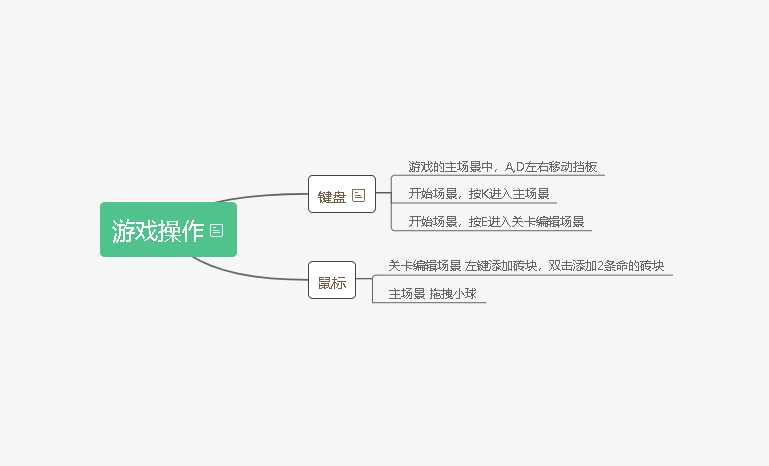 游戏操作
键盘
游戏的主场景中，A,D左右移动挡板
开始场景，按K进入主场景
开始场景，按E进入关卡编辑场景
鼠标
关卡编辑场景 左键添加砖块，双击添加2条命的砖块
主场景 拖拽小球